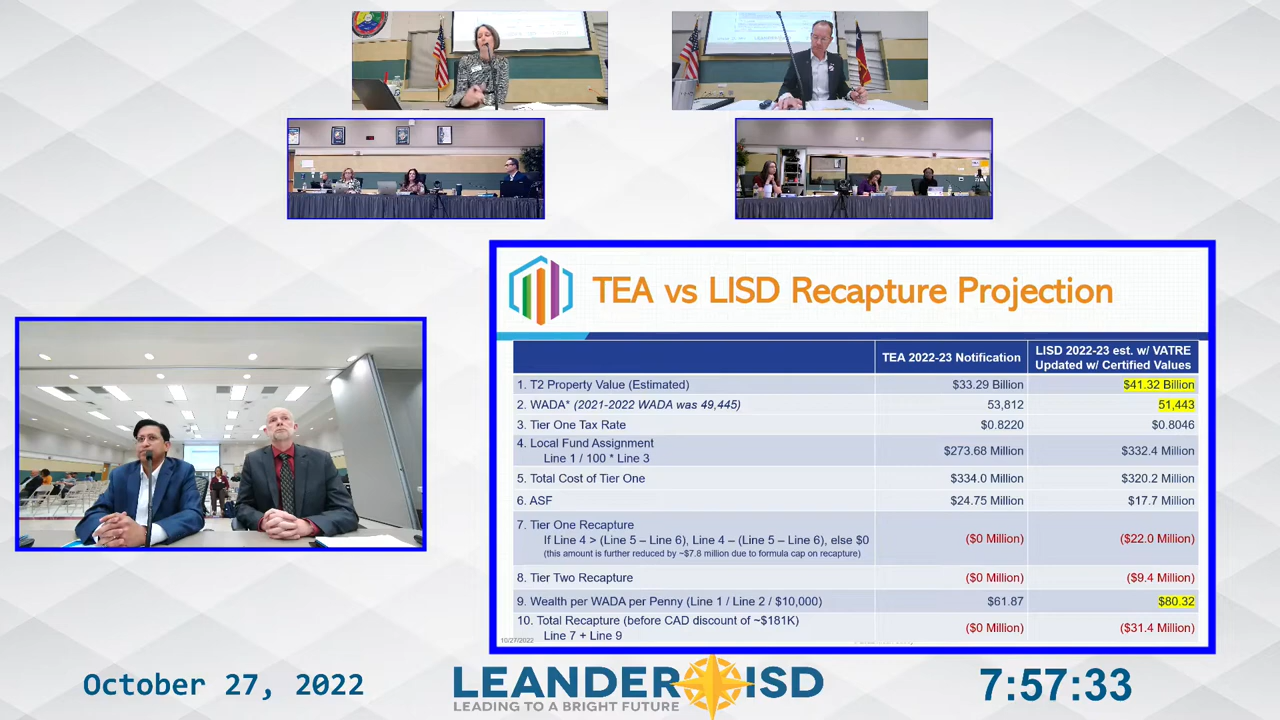 TEA vs LISD Recapture Projection
TEA 2022-23 Notification
LISD 2022-23 est. w/ VATRE
Updated w/ Certified Values
1. T2 Property Value (Estimated) $33.29 Billion $41.32 Billion
2. WADA* (2021-2022 WADA was 49,445) 53,812 51,443
3. Tier One Tax Rate $0.8220 $0.8046
4. Local Fund Assignment
Line 1 / 100 * Line 3 $273.68 Million $332.4 Million
5. Total Cost of Tier One $334.0 Million $320.2 Million
6. ASF $24.75 Million $17.7 Million
7. Tier One Recapture
If Line 4 > (Line 5 – Line 6), Line 4 – (Line 5 – Line 6), else $0 ($0 Million) ($22.0 Million)
(this amount is further reduced by ~$7.8 million due to formula cap on recapture)
8. Tier Two Recapture ($0 Million) ($9.4 Million)
9. Wealth per WADA per Penny (Line 1 / Line 2 / $10,000) $61.87 $80.32
10. Total Recapture (before CAD discount of ~$181K) ($0 Million) ($31.4 Million)
Line 7 + Line 9
10/27/2022
October 27, 2022
LEANDER ISD
LEADING TO A BRIGHT FUTURE
7:57:33